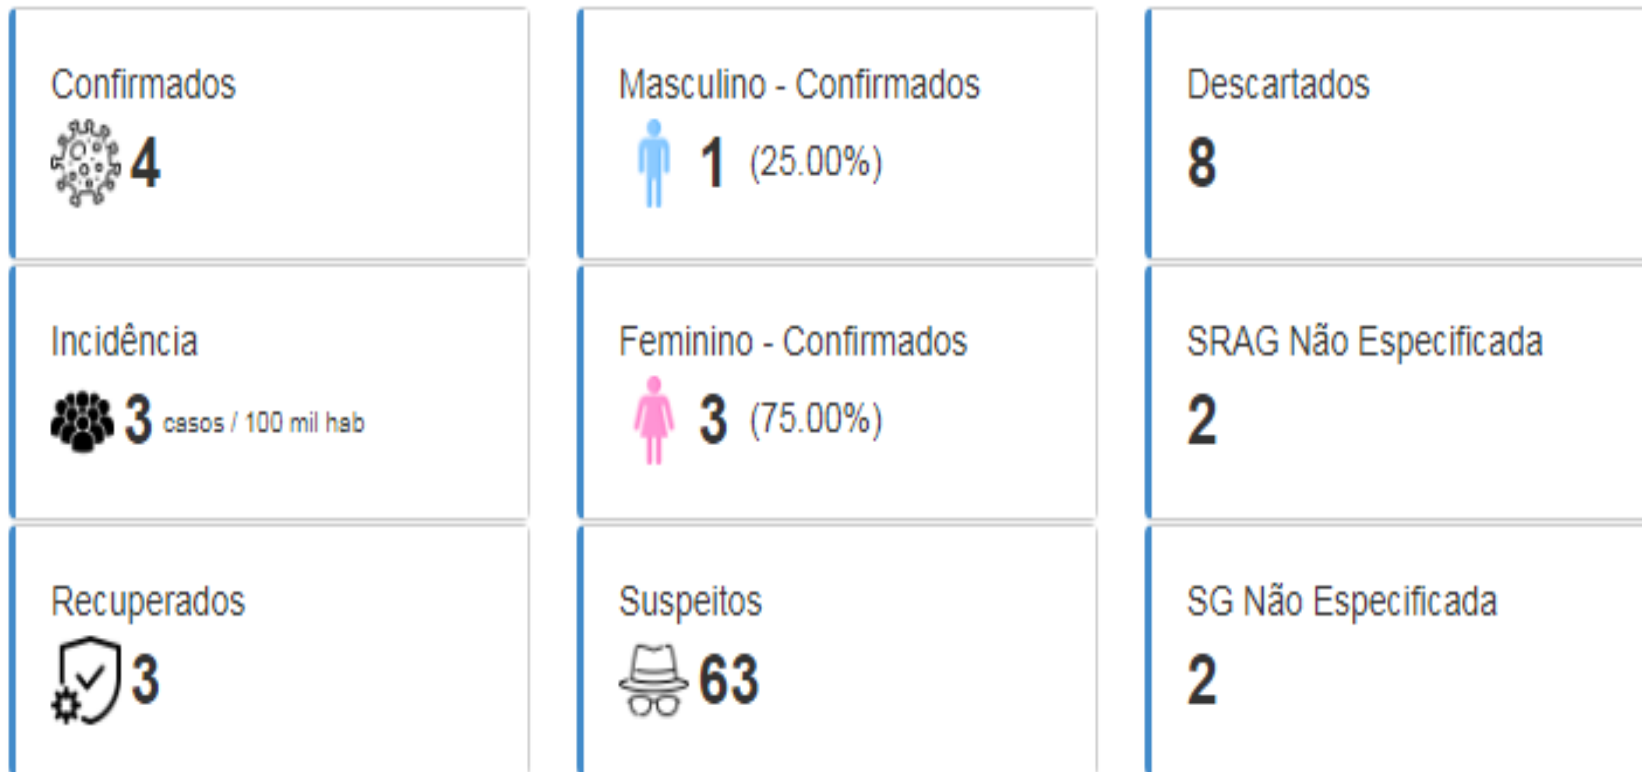 Confirmados
4
Masculino - Confirmados
1 (25.00%)
Descartados
8
Incidência
3 casos / 100 mil hab
Feminino - Confirmados
3 (75.00%)
SRAG Não Especificada
2
Recuperados
3
Suspeitos
63
SG Não Especificada
2